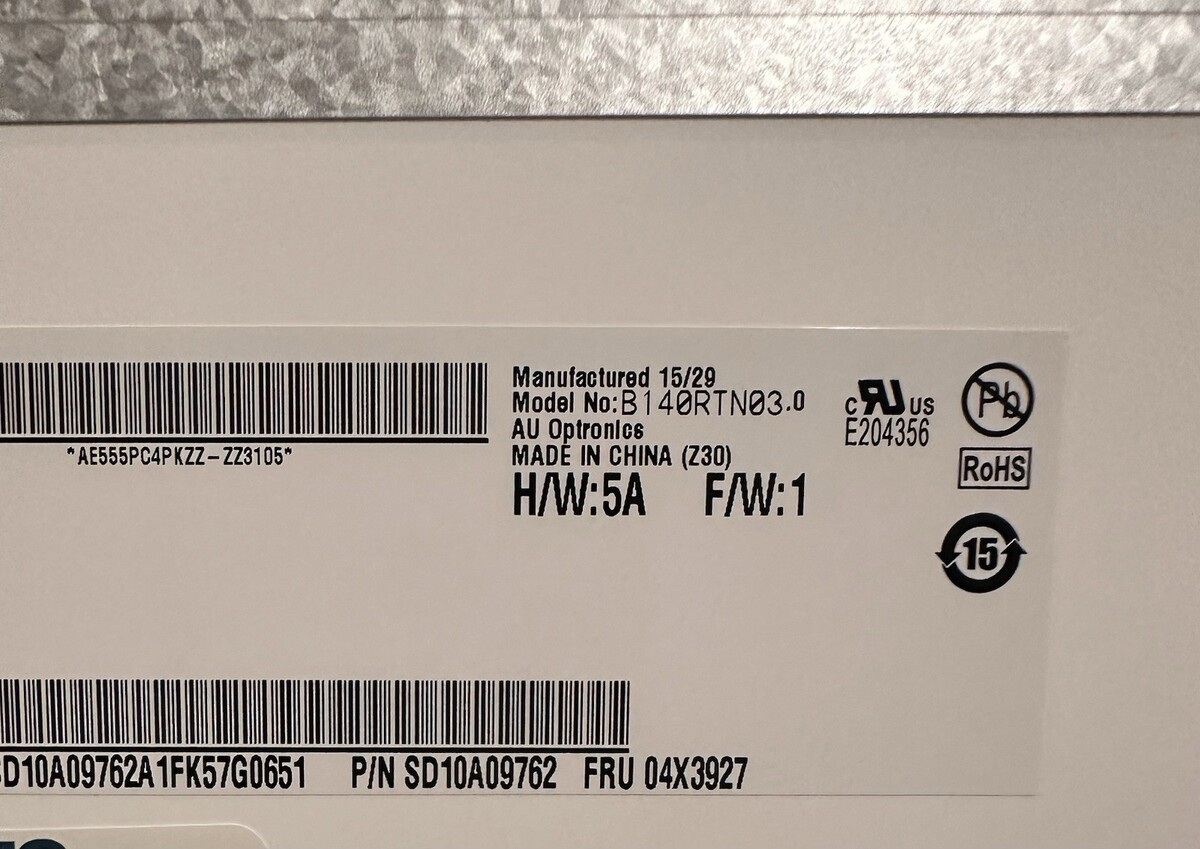 Manufactured 15/29
Model No:B140RTN03.0
AU Optronics
MADE IN CHINA (Z30)
H/W:5A F/W:1
*AE555PC4PKZZ-ZZ3105*
c RU US
E204356
Pb
RoHS
15
SD10A09762A1FK57G0651 P/N SD10A09762 FRU 04X3927